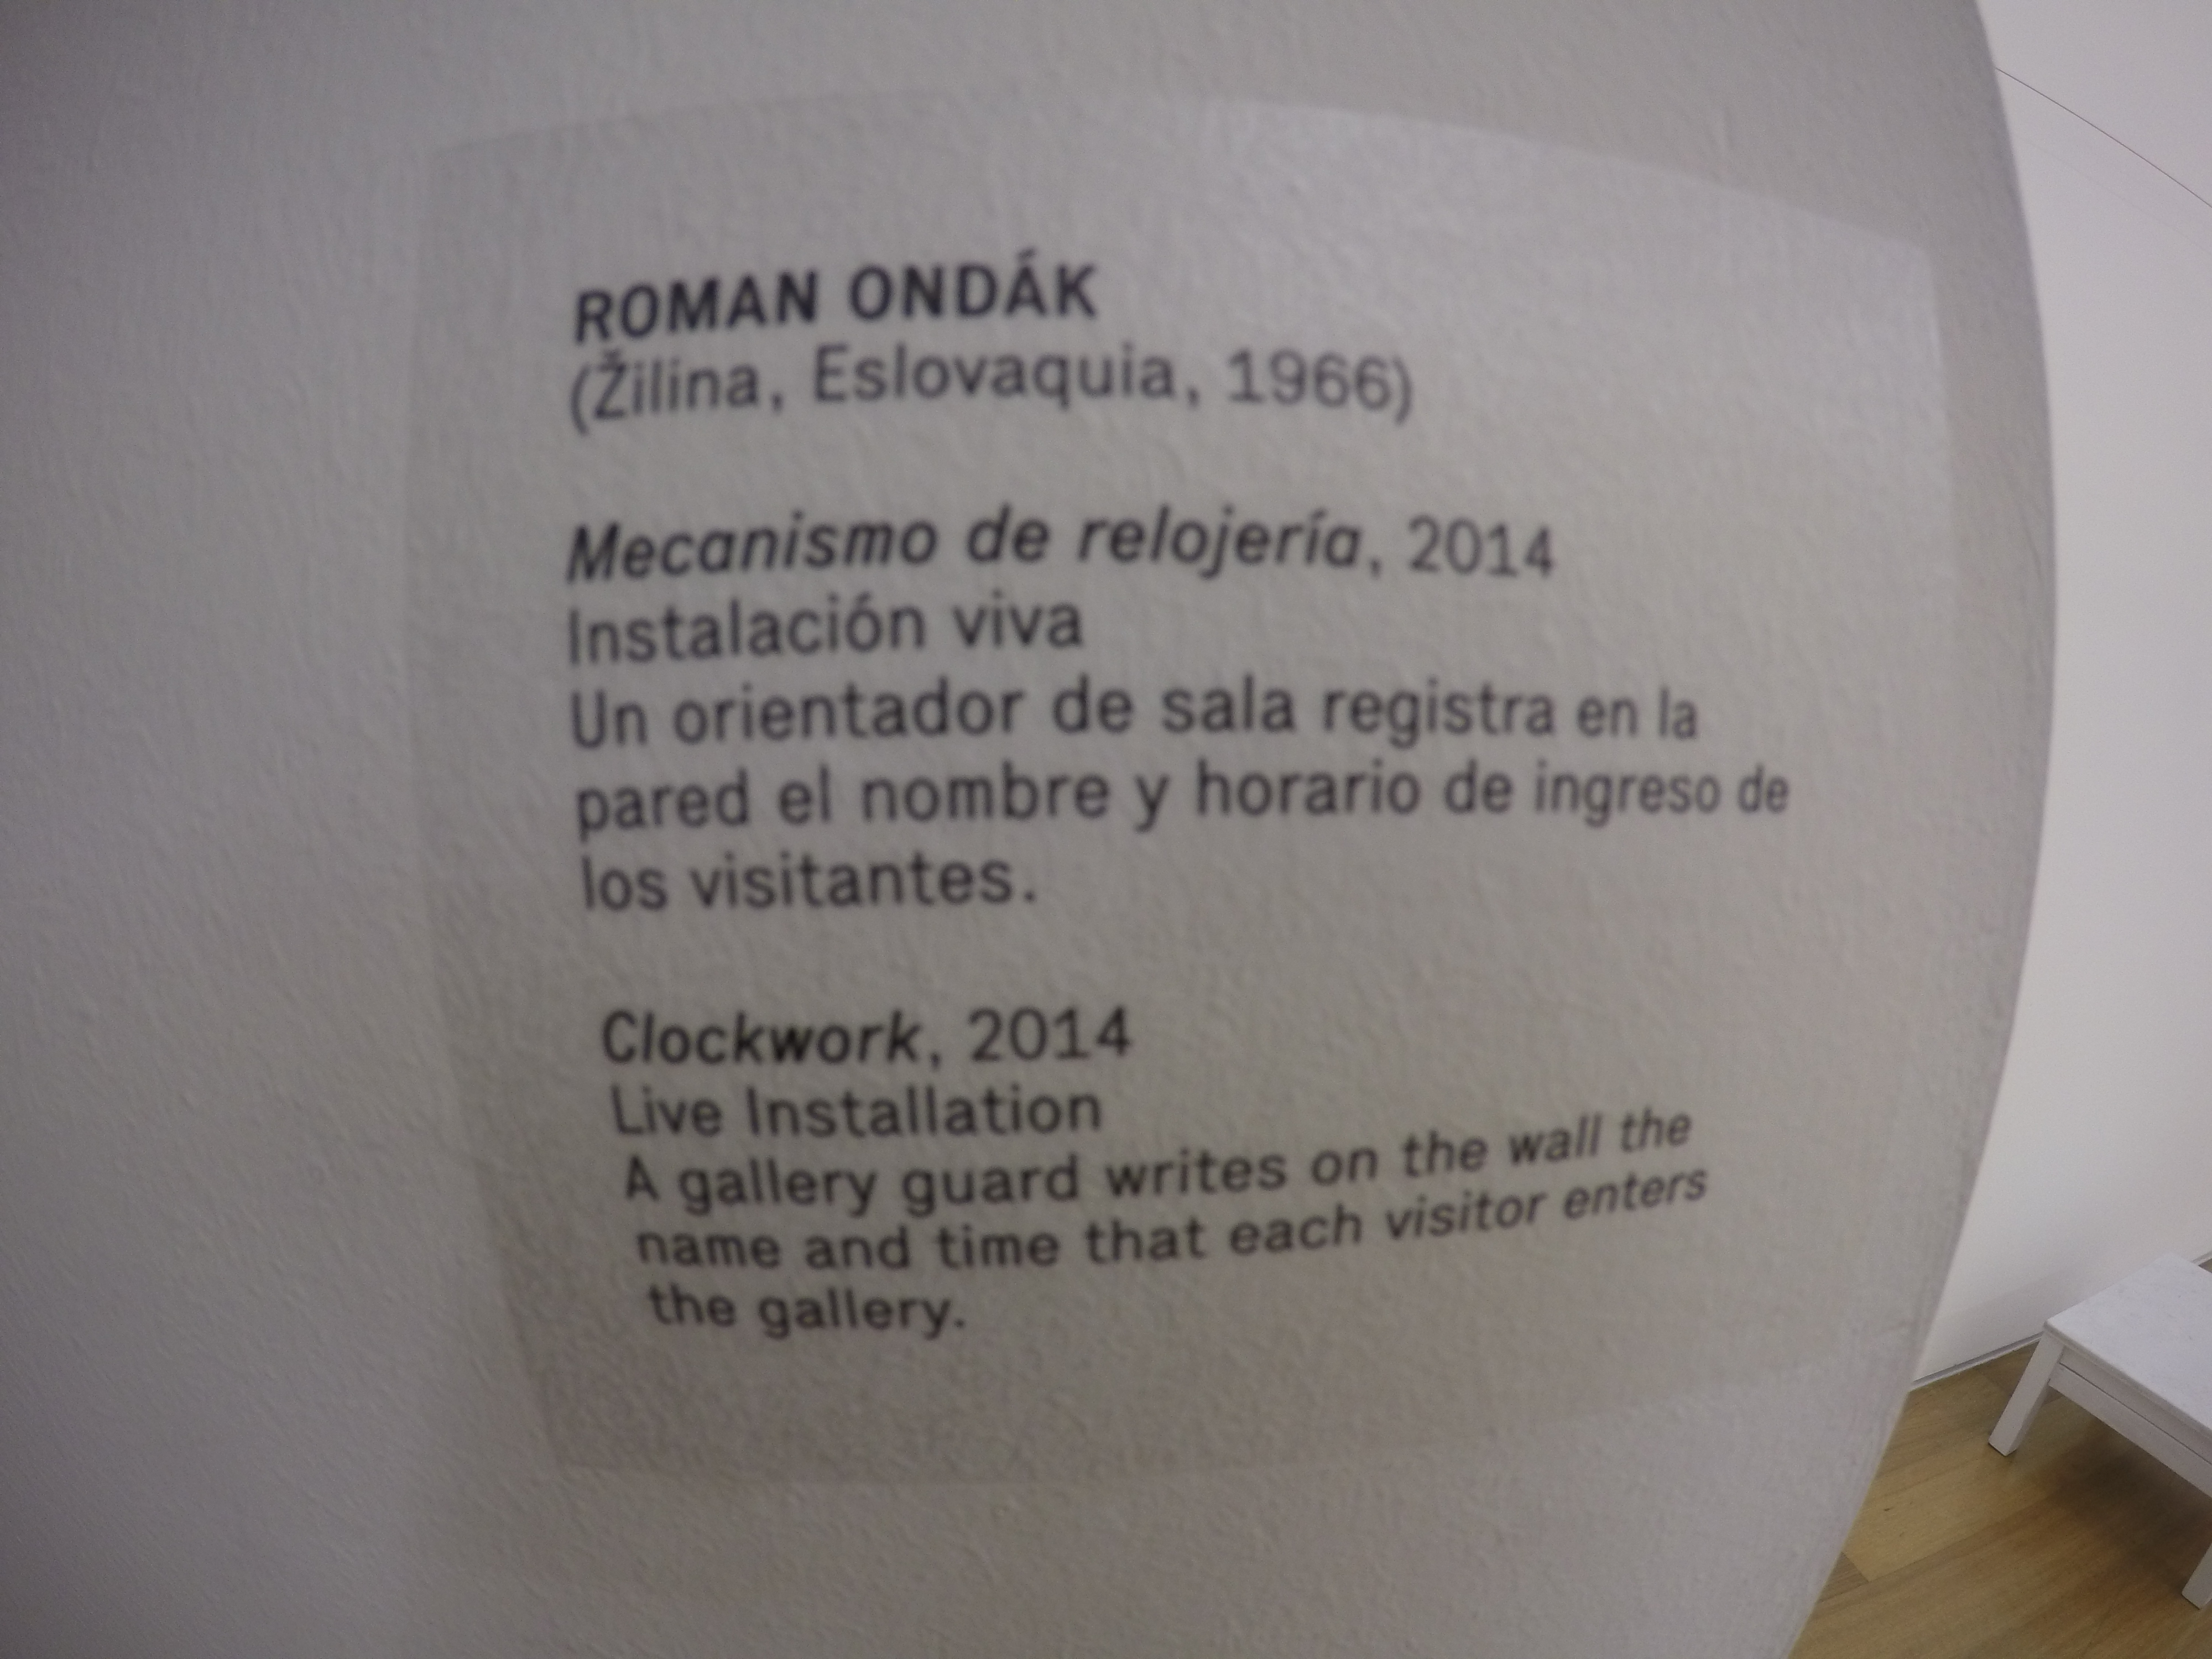 ROMAN ONDÁK
(Žilina, Eslovaquia, 1966)
Mecanismo de relojería, 2014
Instalación viva
Un orientador de sala registra en la
pared el nombre y horario de ingreso de
los visitantes.
Clockwork, 2014
Live Installation
A gallery guard writes on the wall the
name and time that each visitor enters
the gallery.